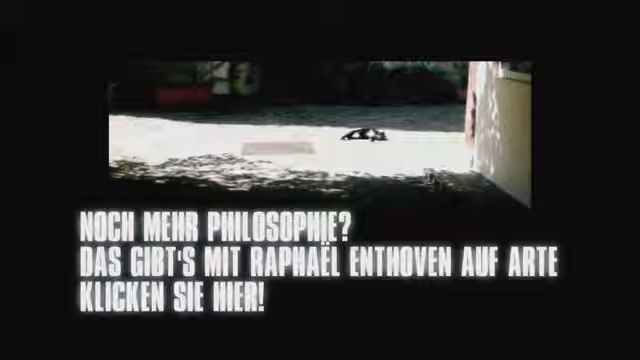 NOCH MEHR PHILOSOPHIE?
DAS GIBT'S MIT RAPHAËL ENTHOVEN AUF ARTE
KLICKEN SIE HIER!